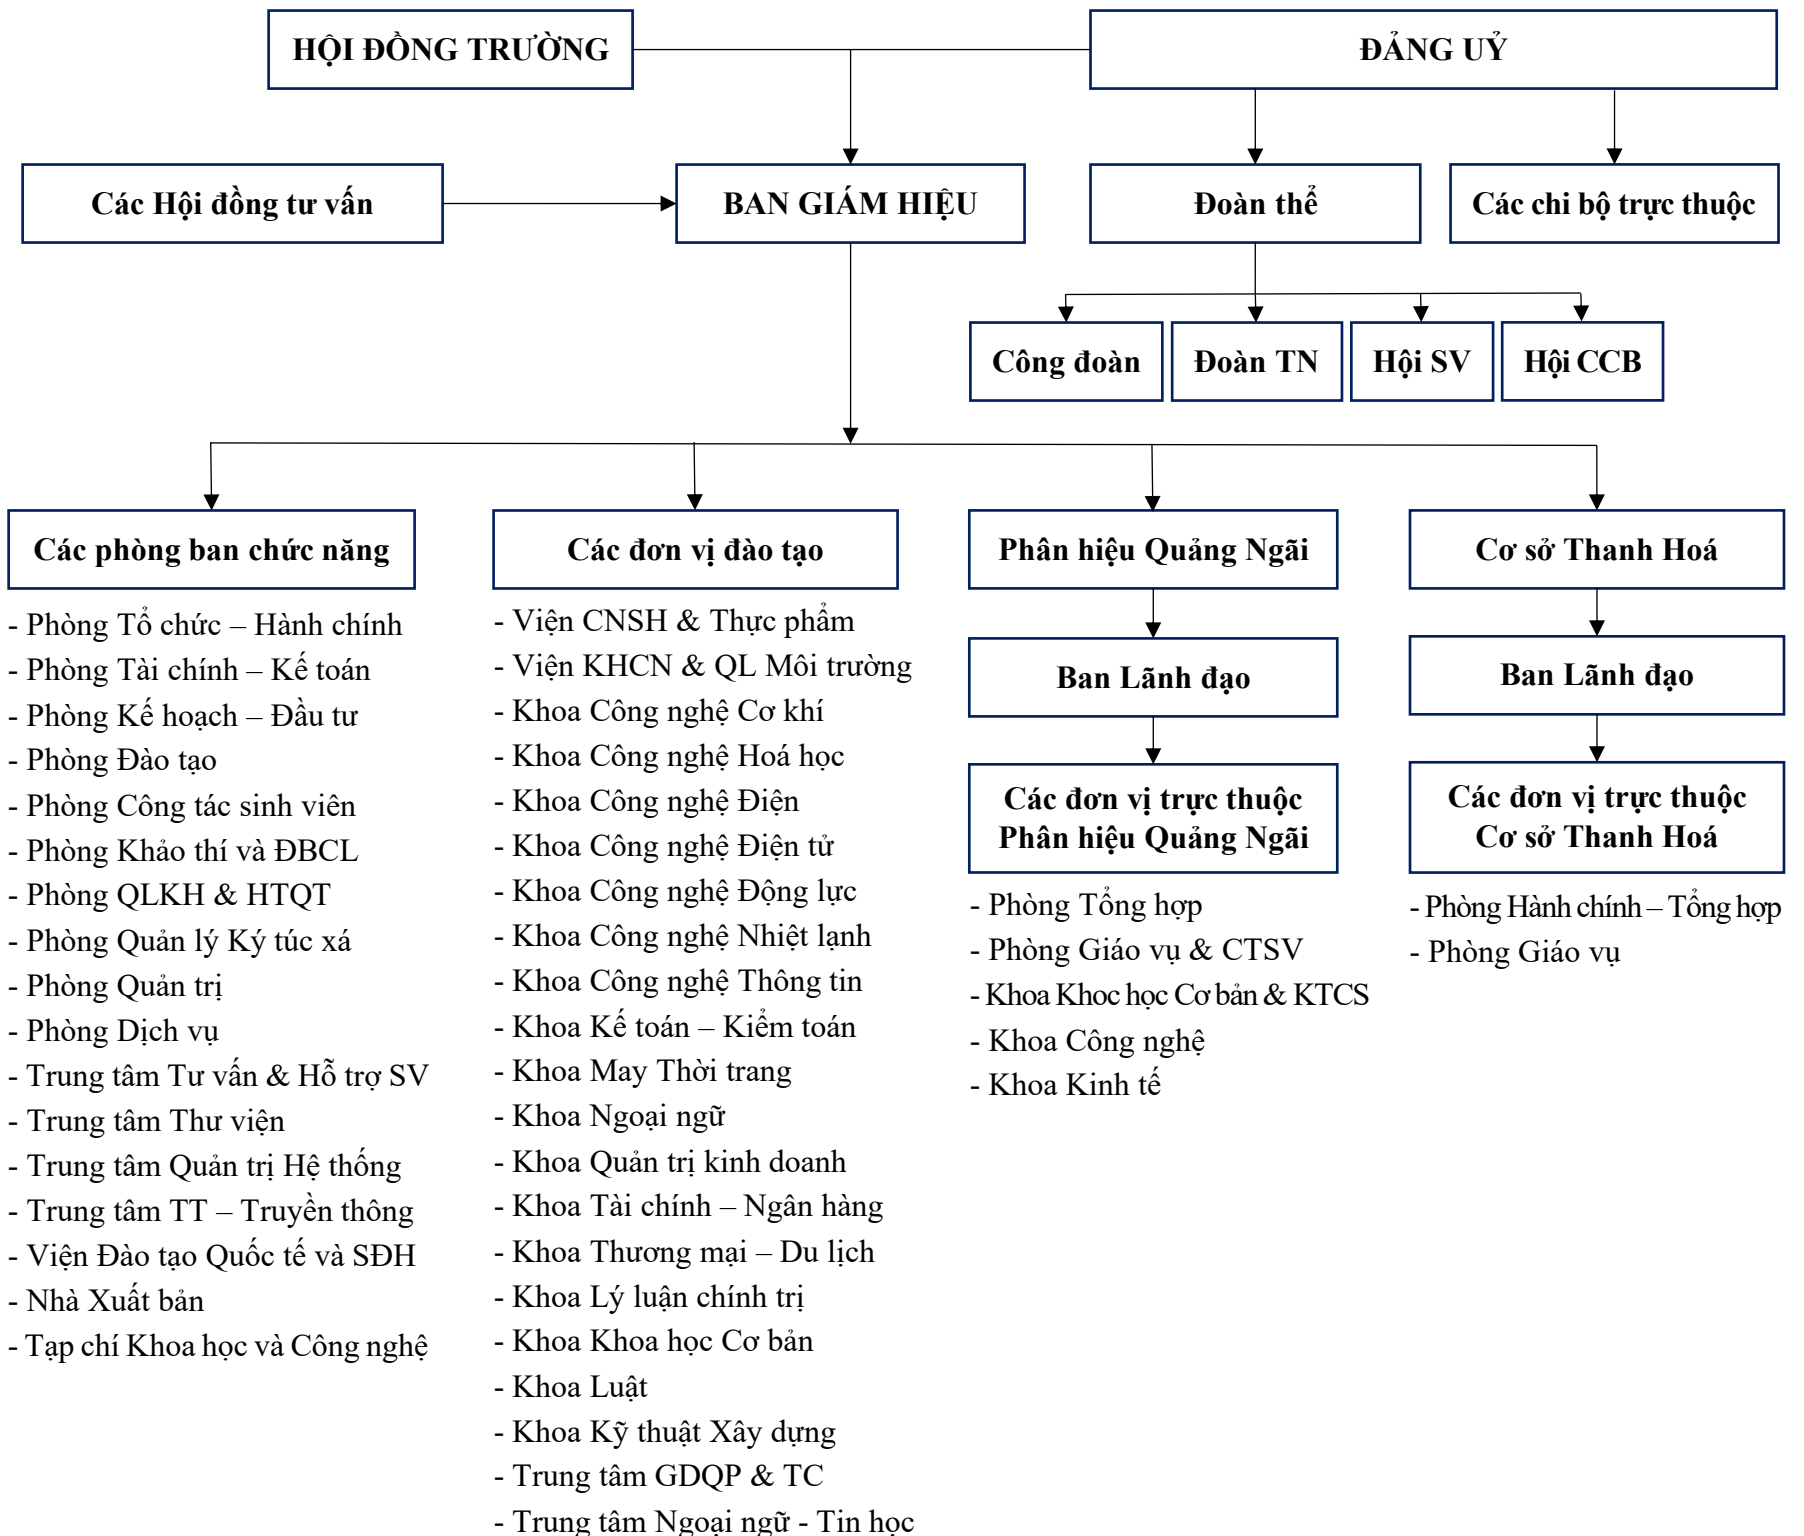 HỘI ĐỒNG TRƯỜNG
ĐẢNG UỶ
Các Hội đồng tư vấn
BAN GIÁM HIỆU
Đoàn thể
Các chi bộ trực thuộc
Công đoàn
Đoàn TN
Hội SV
Hội CCB
Các phòng ban chức năng
- Phòng Tổ chức – Hành chính
- Phòng Tài chính – Kế toán
- Phòng Kế hoạch – Đầu tư
- Phòng Đào tạo
- Phòng Công tác sinh viên
- Phòng Khảo thí và ĐBCL
- Phòng QLKH & HTQT
- Phòng Quản lý Ký túc xá
- Phòng Quản trị
- Phòng Dịch vụ
- Trung tâm Tư vấn & Hỗ trợ SV
- Trung tâm Thư viện
- Trung tâm Quản trị Hệ thống
- Trung tâm TT – Truyền thông
- Viện Đào tạo Quốc tế và SĐH
- Nhà Xuất bản
- Tạp chí Khoa học và Công nghệ
Các đơn vị đào tạo
- Viện CNSH & Thực phẩm
- Viện KHCN & QL Môi trường
- Khoa Công nghệ Cơ khí
- Khoa Công nghệ Hoá học
- Khoa Công nghệ Điện
- Khoa Công nghệ Điện tử
- Khoa Công nghệ Động lực
- Khoa Công nghệ Nhiệt lạnh
- Khoa Công nghệ Thông tin
- Khoa Kế toán – Kiểm toán
- Khoa May Thời trang
- Khoa Ngoại ngữ
- Khoa Quản trị kinh doanh
- Khoa Tài chính – Ngân hàng
- Khoa Thương mại – Du lịch
- Khoa Lý luận chính trị
- Khoa Khoa học Cơ bản
- Khoa Luật
- Khoa Kỹ thuật Xây dựng
- Trung tâm GDQP & TC
- Trung tâm Ngoại ngữ - Tin học
Phân hiệu Quảng Ngãi
Ban Lãnh đạo
Các đơn vị trực thuộc
Phân hiệu Quảng Ngãi
- Phòng Tổng hợp
- Phòng Giáo vụ & CTSV
- Khoa Khoc học Cơ bản & KTCS
- Khoa Công nghệ
- Khoa Kinh tế
Cơ sở Thanh Hoá
Ban Lãnh đạo
Các đơn vị trực thuộc
Cơ sở Thanh Hoá
- Phòng Hành chính – Tổng hợp
- Phòng Giáo vụ